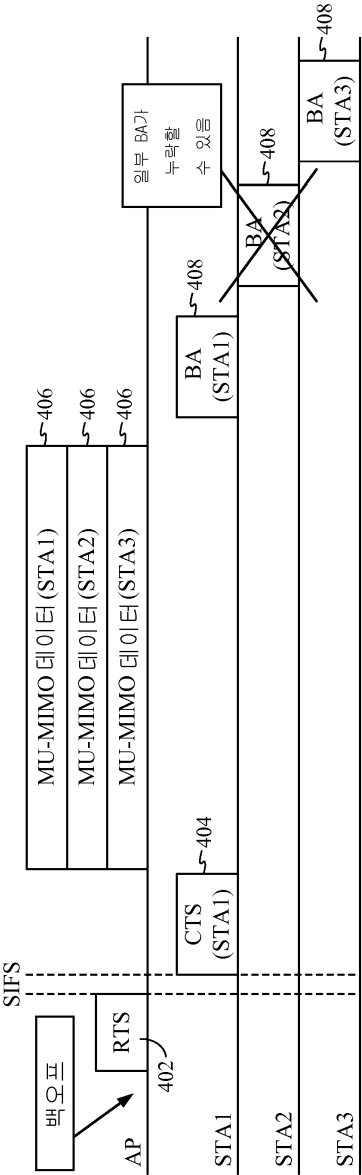 백오프
SIFS
RTS
402
AP
MU-MIMO 데이터 (STA1)
406
MU-MIMO 데이터 (STA2)
406
MU-MIMO 데이터 (STA3)
406
일부 BA가
누락할
수 있음
CTS
(STA1)
404
BA
(STA1)
408
STA1
BA
(STA2)
408
STA2
BA
(STA3)
408
STA3